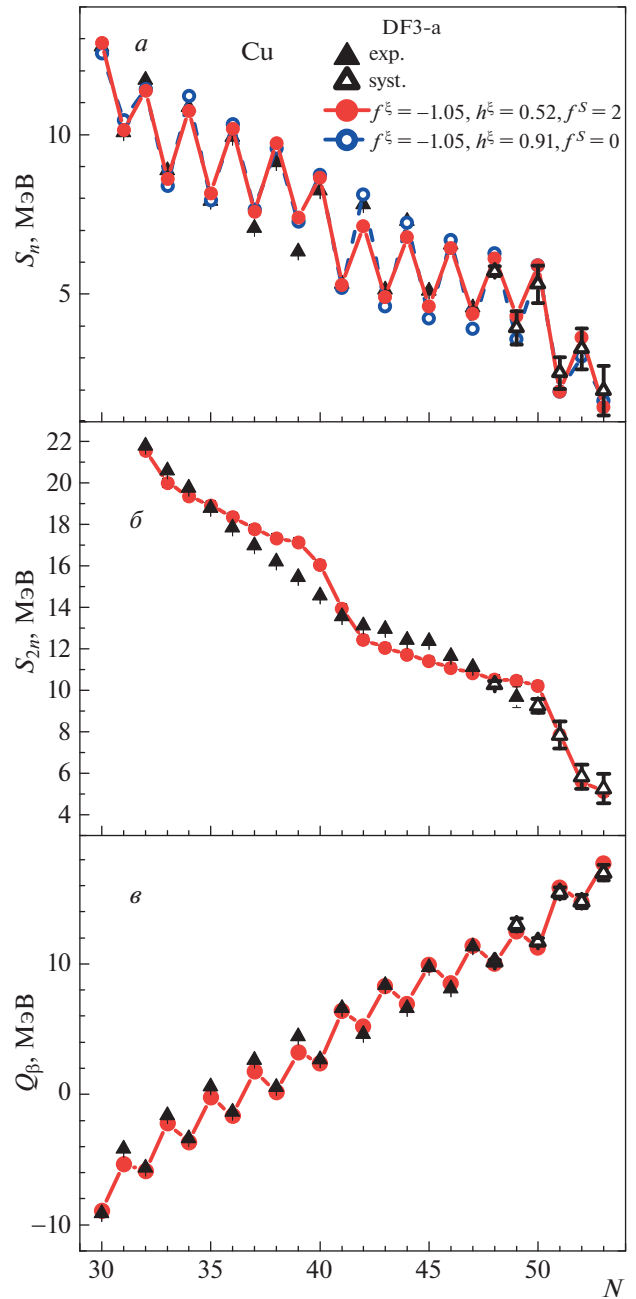 DF3-a
a
Cu
exp.
syst.
f^ξ = −1.05, h^ξ = 0.52, f^S = 2
f^ξ = −1.05, h^ξ = 0.91, f^S = 0
10
5
S_n, МэВ
22
20
18
16
14
12
10
8
6
4
б
S_{2n}, МэВ
в
10
0
−10
Q_β, МэВ
30
35
40
45
50
N